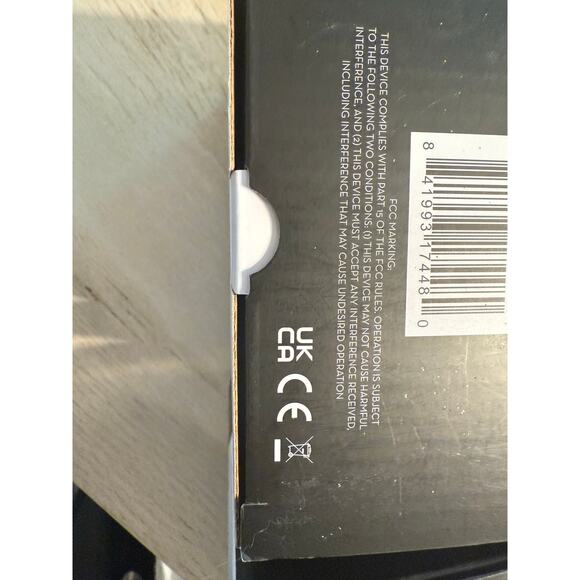 8 41993 17448 0
FCC MARKING:
THIS DEVICE COMPLIES WITH PART 15 OF THE FCC RULES. OPERATION IS SUBJECT
TO THE FOLLOWING TWO CONDITIONS: (1) THIS DEVICE MAY NOT CAUSE HARMFUL
INTERFERENCE, AND (2) THIS DEVICE MUST ACCEPT ANY INTERFERENCE RECEIVED,
INCLUDING INTERFERENCE THAT MAY CAUSE UNDESIRED OPERATION
UK
CA
CE